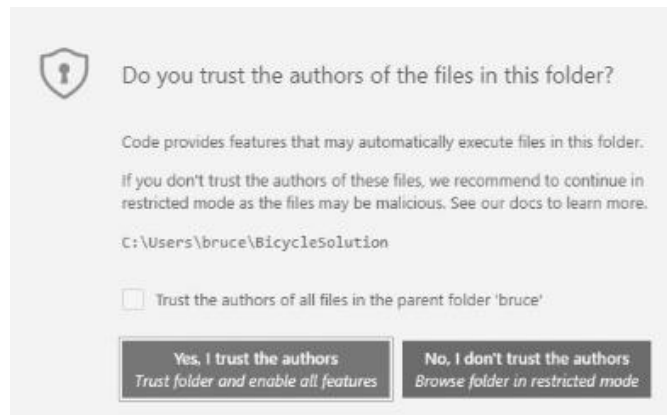 Do you trust the authors of the files in this folder?
Code provides features that may automatically execute files in this folder.
If you don't trust the authors of these files, we recommend to continue in
restricted mode as the files may be malicious. See our docs to learn more.
C:\Users\bruce\BicycleSolution
Trust the authors of all files in the parent folder 'bruce'
Yes, I trust the authors
Trust folder and enable all features
No, I don't trust the authors
Browse folder in restricted mode